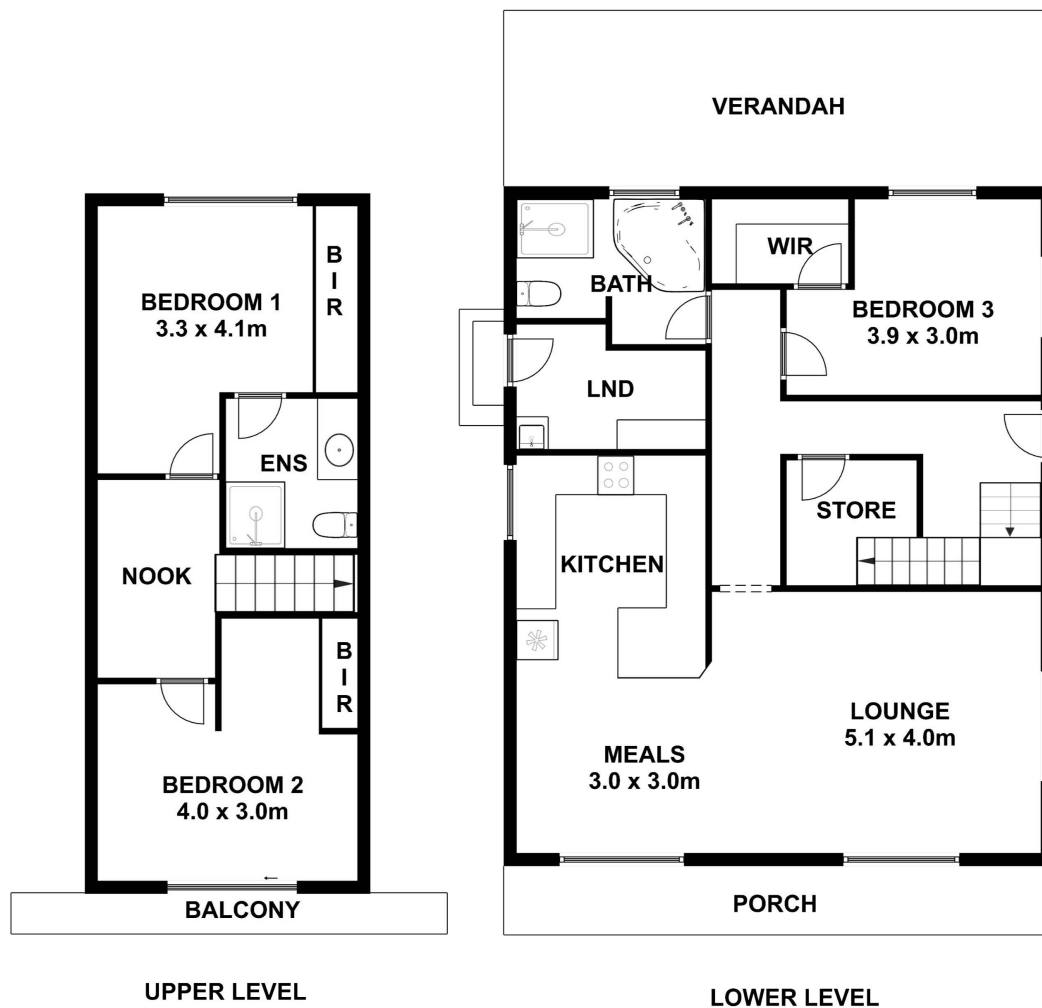 BEDROOM 1
3.3 x 4.1m
B
I
R
ENS
NOOK
B
I
R
BEDROOM 2
4.0 x 3.0m
BALCONY
UPPER LEVEL
VERANDAH
WIR
BATH
BEDROOM 3
3.9 x 3.0m
LND
STORE
KITCHEN
LOUNGE
5.1 x 4.0m
MEALS
3.0 x 3.0m
PORCH
LOWER LEVEL